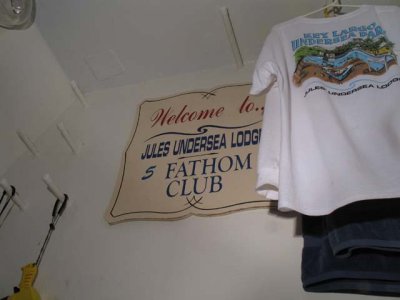 Welcome to..
JULES UNDERSEA LODGE
5 FATHOM
CLUB
KEY LARGO
UNDERSEA PARK
JULES UNDERSEA LODGE